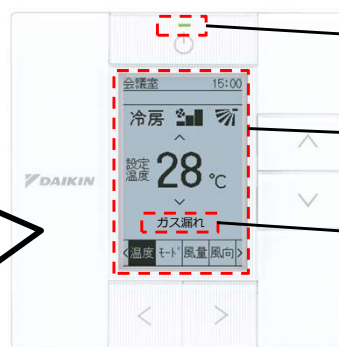 会議室 15:00
冷房
設定
温度 28 ℃
DAIKIN
ガス漏れ
温度 モード 風量 風向